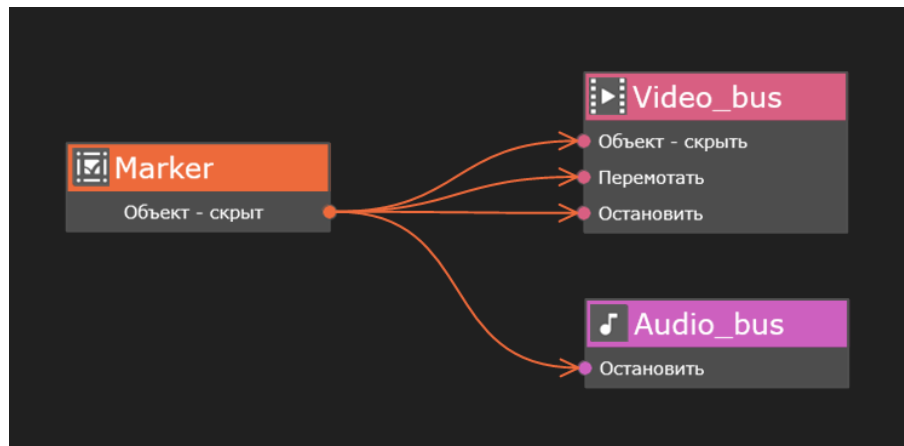 Marker
Объект - скрыт
Video_bus
Объект - скрыть
Перемотать
Остановить
Audio_bus
Остановить